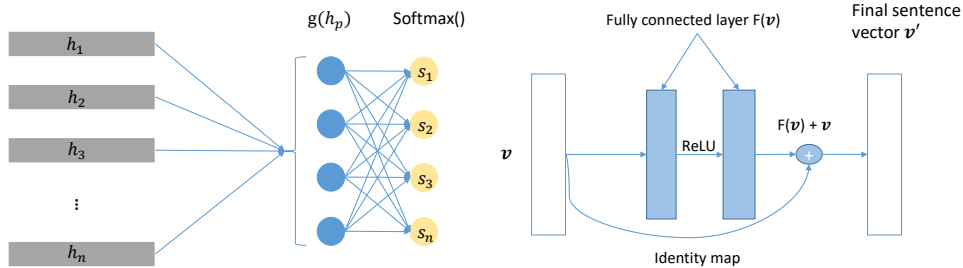 h₁
h₂
h₃
⋮
hₙ
g(hₚ)
Softmax()
s₁
s₂
s₃
sₙ
Fully connected layer F(𝒗)
Final sentence
vector 𝒗′
𝒗
ReLU
F(𝒗) + 𝒗
+
Identity map